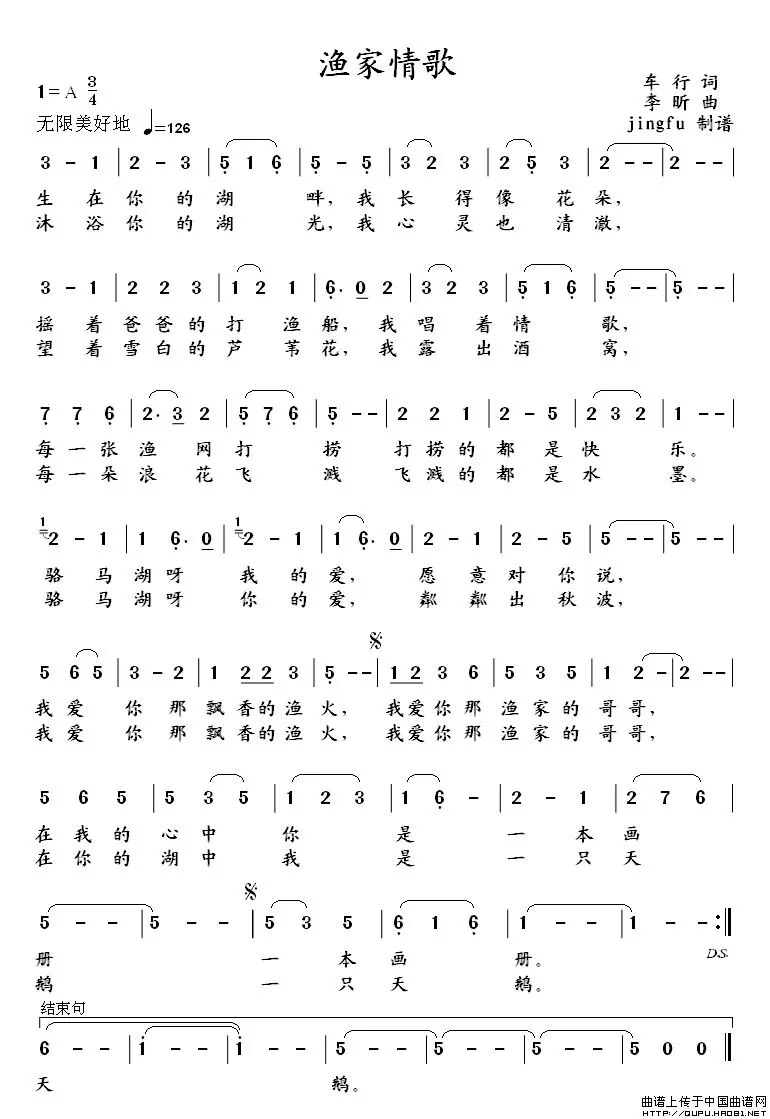 渔家情歌
1=A 3/4
车行 词
李昕 曲
无限美好地 ♩=126
jingfu 制谱
3 - 1 | 2 - 3 | 5̣ 1 6̣ | 5̣ - 5̣ | 3 2 3 | 2 5̣ 3 | 2 - - | 2 - - |
生 在 你 的 湖 畔，我 长 得 像 花 朵，
沐 浴 你 的 湖 光，我 心 灵 也 清 澈，
3 - 1 | 2 2 3 | 1 2 1 | 6̣· 0 2 | 3 2 3 | 5̣ 1 6̣ | 5̣ - - | 5̣ - - |
摇 着 爸 爸 的 打 渔 船，我 唱 着 情 歌，
望 着 雪 白 的 芦 苇 花，我 露 出 酒 窝，
7̣ 7̣ 6̣ | 2· 3 2 | 5̣ 7̣ 6̣ | 5̣ - - | 2 2 1 | 2 - 5 | 2 3 2 | 1 - - |
每 一 张 渔 网 打 捞 打 捞 的 都 是 快 乐。
每 一 朵 浪 花 飞 溅 飞 溅 的 都 是 水 墨。
1 2 - 1 | 1 6̣· 0 | 1 2 - 1 | 1 6̣· 0 | 2 - 1 | 2 - 5 | 5 - - | 5 - - |
骆 马 湖 呀 我 的 爱， 愿 意 对 你 说，
骆 马 湖 呀 你 的 爱， 粼 粼 出 秋 波，
5 6 5 | 3 - 2 | 1 2 2 3 | 5̣ - - | 𝄋 1 2 3 6 | 5 3 5 | 1 2 - | 2 - - |
我 爱 你 那 飘 香 的 渔 火， 我 爱 你 那 渔 家 的 哥 哥，
我 爱 你 那 飘 香 的 渔 火， 我 爱 你 那 渔 家 的 哥 哥，
5 6 5 | 5 3 5 | 1 2 3 | 1 6̣ - | 2 - 1 | 2 7̣ 6̣ |
在 我 的 心 中 你 是 一 本 画
在 你 的 湖 中 我 是 一 只 天
5̣ - - | 5̣ - - | 𝄋 5 3 5 | 6̣ 1 6̣ | 1 - - | 1 - - :‖
D.S.
册 一 本 画 册。
鹅 一 只 天 鹅。
结束句
6 - - | i - - | i - - | 5 - - | 5 - - | 5 - - | 5 0 0 ‖
天 鹅。
曲谱上传于中国曲谱网
http://QUPU.HAO81.NET